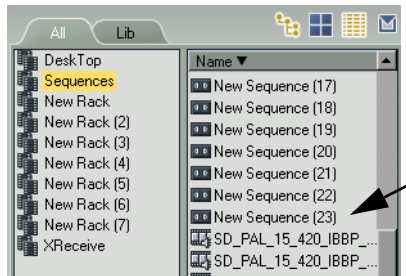 All Lib
DeskTop
Sequences
New Rack
New Rack (2)
New Rack (3)
New Rack (4)
New Rack (5)
New Rack (6)
New Rack (7)
XReceive
Name
New Sequence (17)
New Sequence (18)
New Sequence (19)
New Sequence (20)
New Sequence (21)
New Sequence (22)
New Sequence (23)
SD_PAL_15_420_IBBP_...
SD_PAL_15_420_IBBP_...